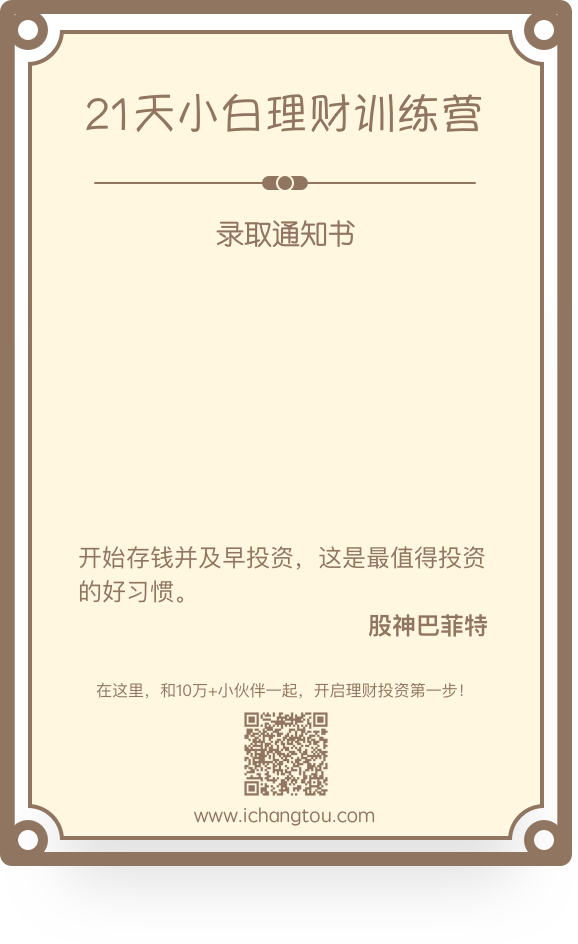 21天小白理财训练营
录取通知书
开始存钱并及早投资，这是最值得投资
的好习惯。
股神巴菲特
在这里，和10万+小伙伴一起，开启理财投资第一步！
www.ichangtou.com